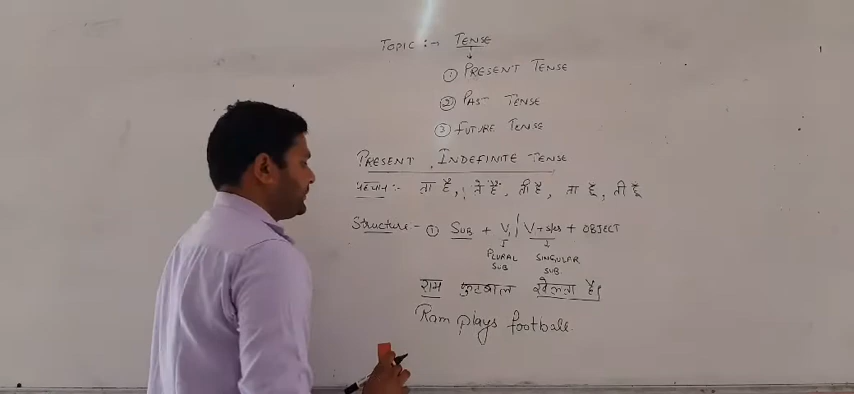 TOPIC :- TENSE
① PRESENT TENSE
② PAST TENSE
③ FUTURE TENSE
PRESENT INDEFINITE TENSE
पहचान :- ता है, ते हैं, ती है, ता हूँ, ती हूँ
Structure - ① SUB + V₁ / V₁+s/es + OBJECT
PLURAL SINGULAR
SUB SUB.
राम फुटबाल खेलता है।
Ram plays football.